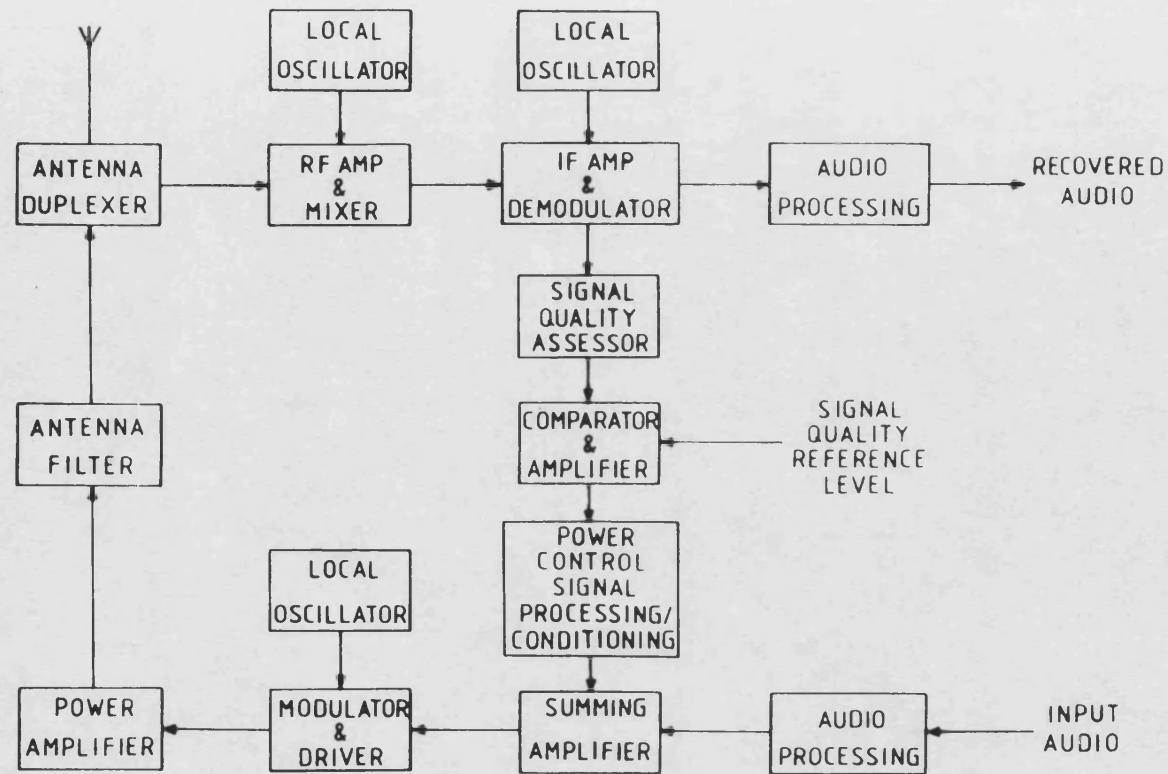 LOCAL
OSCILLATOR
LOCAL
OSCILLATOR
ANTENNA
DUPLEXER
RF AMP
&
MIXER
IF AMP
&
DEMODULATOR
AUDIO
PROCESSING
RECOVERED
AUDIO
SIGNAL
QUALITY
ASSESSOR
ANTENNA
FILTER
COMPARATOR
&
AMPLIFIER
SIGNAL
QUALITY
REFERENCE
LEVEL
POWER
CONTROL
SIGNAL
PROCESSING/
CONDITIONING
LOCAL
OSCILLATOR
POWER
AMPLIFIER
MODULATOR
&
DRIVER
SUMMING
AMPLIFIER
AUDIO
PROCESSING
INPUT
AUDIO